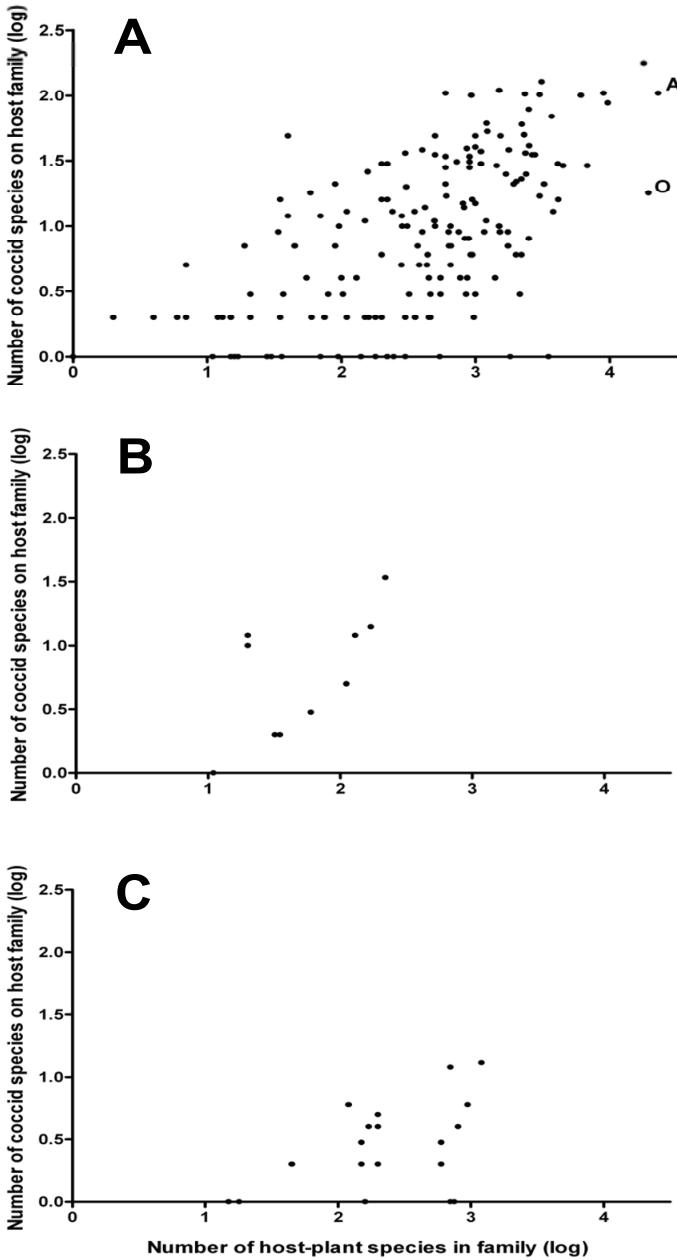 A
Number of coccid species on host family (log)
2.5
2.0
1.5
1.0
0.5
0.0
A
O
0 1 2 3 4
B
Number of coccid species on host family (log)
2.5
2.0
1.5
1.0
0.5
0.0
0 1 2 3 4
C
Number of coccid species on host family (log)
2.5
2.0
1.5
1.0
0.5
0.0
0 1 2 3 4
Number of host-plant species in family (log)